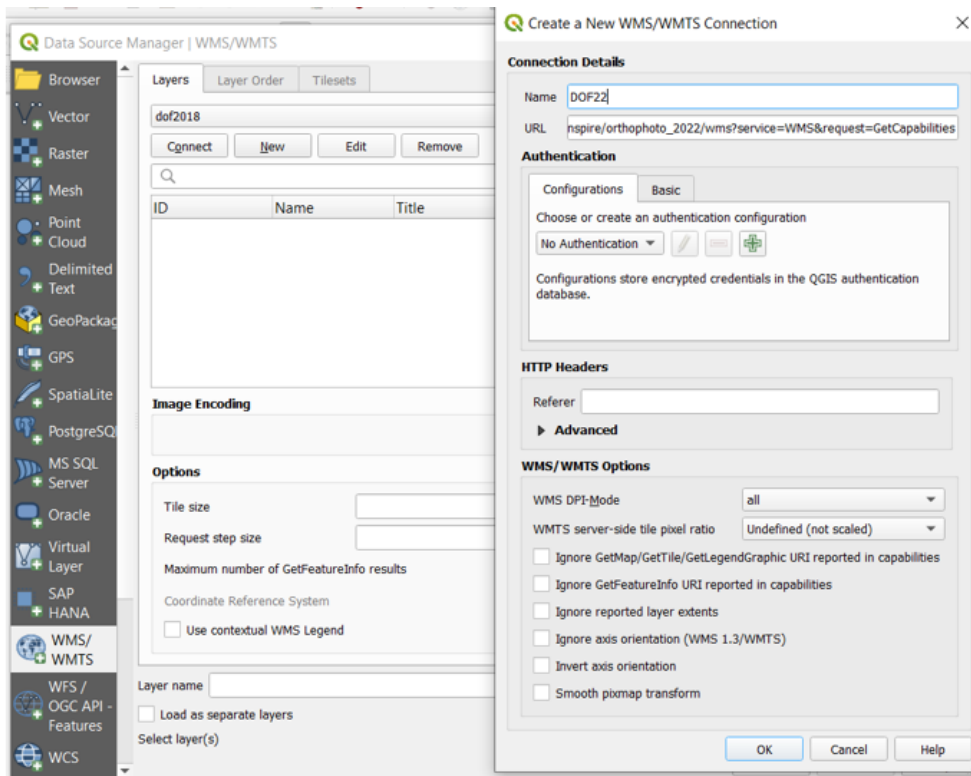 Data Source Manager | WMS/WMTS
Browser
Vector
Raster
Mesh
Point
Cloud
Delimited
Text
GeoPackag
GPS
SpatiaLite
PostgreSQ
MS SQL
Server
Oracle
Virtual
Layer
SAP
HANA
WMS/
WMTS
WFS /
OGC API -
Features
WCS
Layers Layer Order Tilesets
dof2018
Connect New Edit Remove
ID Name Title
Image Encoding
Options
Tile size
Request step size
Maximum number of GetFeatureInfo results
Coordinate Reference System
Use contextual WMS Legend
Layer name
Load as separate layers
Select layer(s)
Create a New WMS/WMTS Connection
Connection Details
Name DOF22
URL nspire/orthophoto_2022/wms?service=WMS&request=GetCapabilities
Authentication
Configurations Basic
Choose or create an authentication configuration
No Authentication
Configurations store encrypted credentials in the QGIS authentication
database.
HTTP Headers
Referer
Advanced
WMS/WMTS Options
WMS DPI-Mode all
WMTS server-side tile pixel ratio Undefined (not scaled)
Ignore GetMap/GetTile/GetLegendGraphic URI reported in capabilities
Ignore GetFeatureInfo URI reported in capabilities
Ignore reported layer extents
Ignore axis orientation (WMS 1.3/WMTS)
Invert axis orientation
Smooth pixmap transform
OK Cancel Help